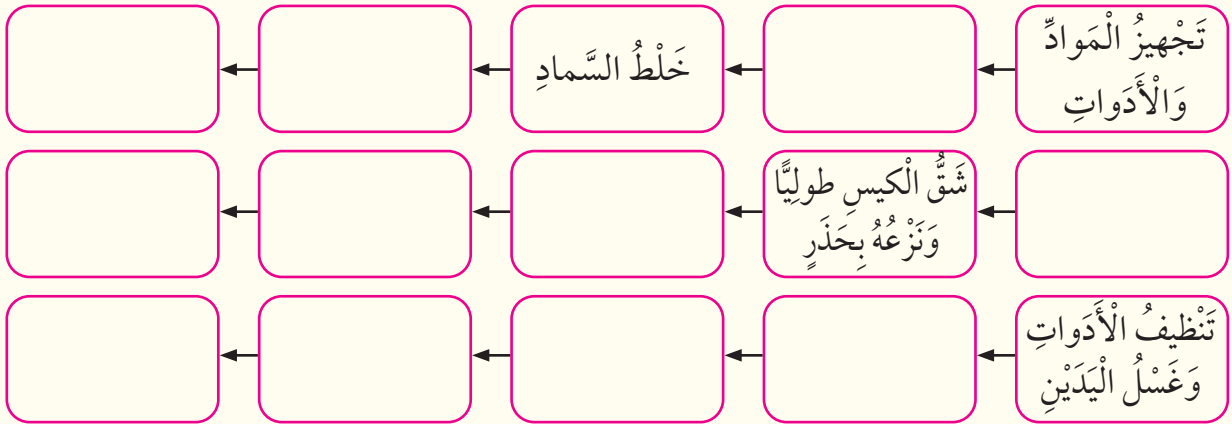 تَجْهيزُ الْمَوادِّ
وَالْأَدَواتِ
خَلْطُ السَّمادِ
شَقُّ الْكيسِ طولِيًّا
وَنَزْعُهُ بِحَذَرٍ
تَنْظيفُ الْأَدَواتِ
وَغَسْلُ الْيَدَيْنِ